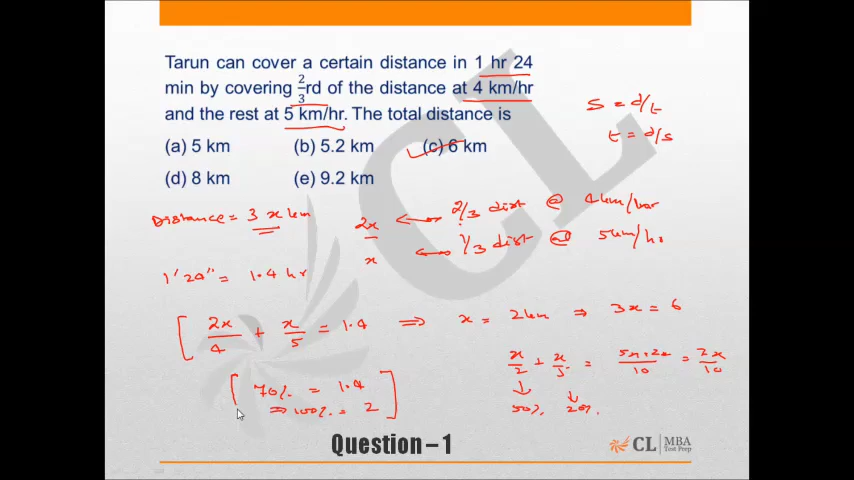 Tarun can cover a certain distance in 1 hr 24
min by covering 2/3rd of the distance at 4 km/hr
and the rest at 5 km/hr. The total distance is
s = d/t
t = d/s
(a) 5 km (b) 5.2 km (c) 6 km
(d) 8 km (e) 9.2 km
Distance = 3x km
2x ↔ 2/3 dist @ 4km/hr
x ↔ 1/3 dist @ 5km/hr
1'24" = 1.4 hr
[ 2x/4 + x/5 = 1.4 ⇒ x = 2km ⇒ 3x = 6
x/2 + x/5 = 5x+2x/10 = 7x/10
50% 20%
[ 70% = 1.4
⇒ 100% = 2 ]
Question – 1
CL MBA
Test Prep
CL